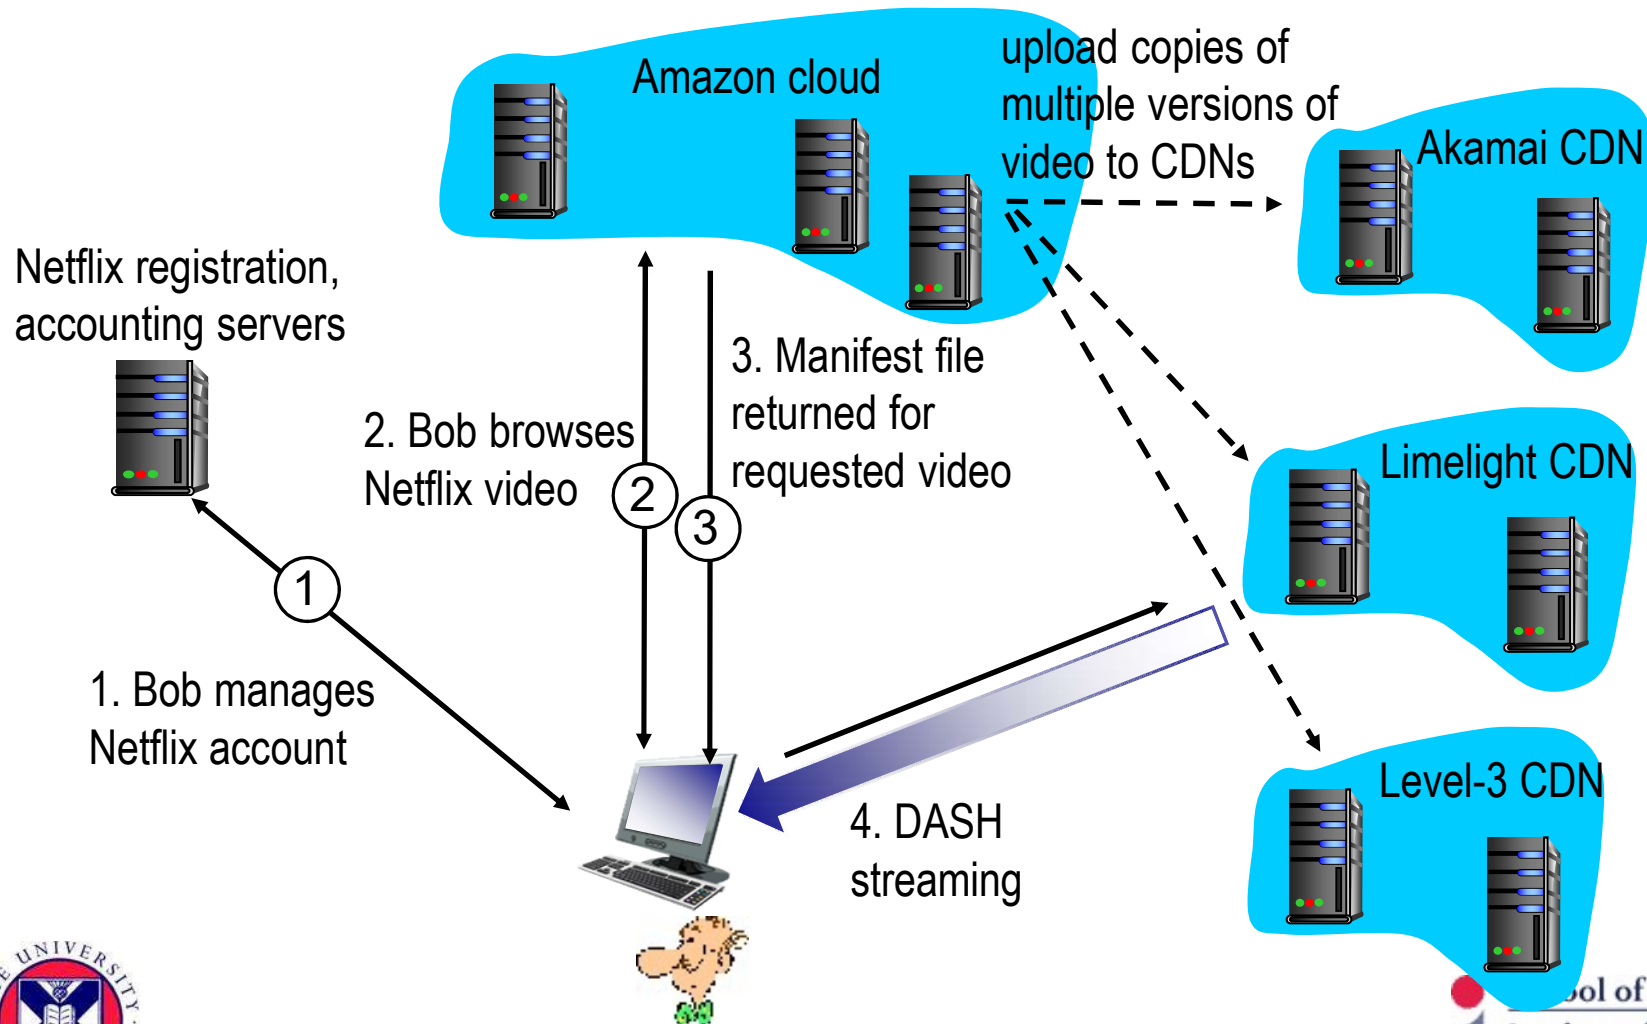 Amazon cloud
upload copies of
multiple versions of
video to CDNs
Akamai CDN
Netflix registration,
accounting servers
3. Manifest file
returned for
requested video
2. Bob browses
Netflix video
2
3
Limelight CDN
1
1. Bob manages
Netflix account
Level-3 CDN
4. DASH
streaming
UNIVERSITY
of